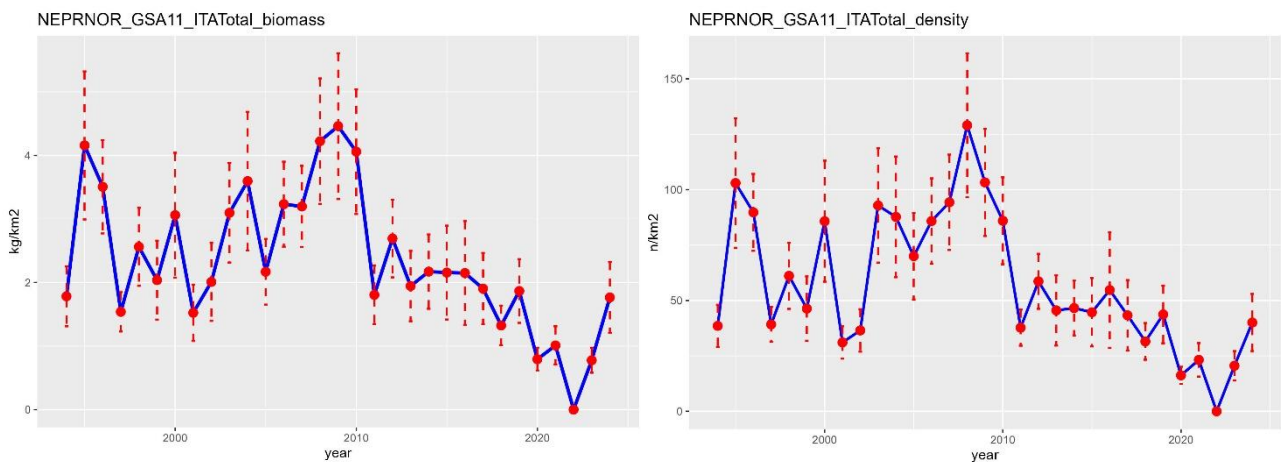 NEPRNOR_GSA11_ITATotal_biomass
kg/km2
4
2
0
2000
2010
2020
year
NEPRNOR_GSA11_ITATotal_density
n/km2
150
100
50
0
2000
2010
2020
year